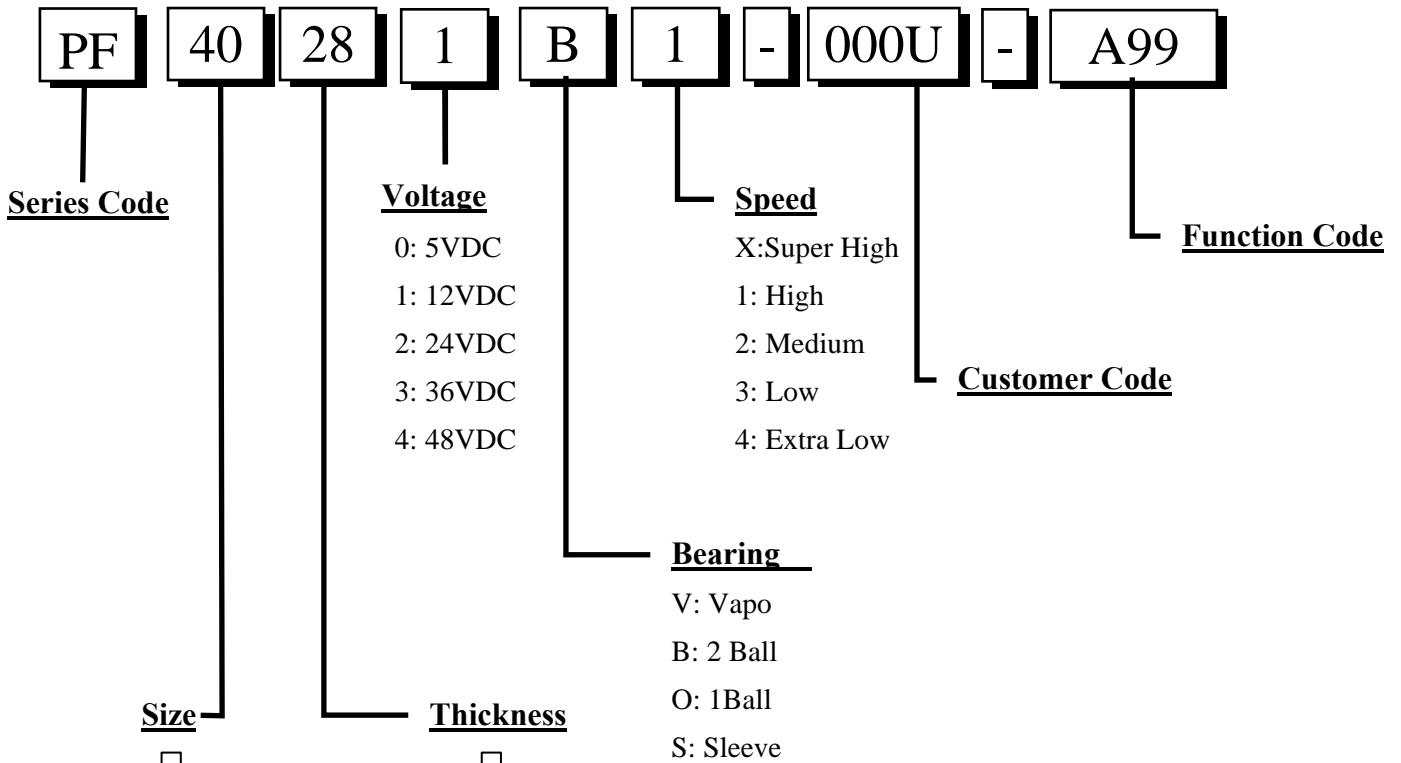 PF 40 28 1 B 1 - 000U - A99
Series Code
Voltage
0: 5VDC
1: 12VDC
2: 24VDC
3: 36VDC
4: 48VDC
Speed
X:Super High
1: High
2: Medium
3: Low
4: Extra Low
Function Code
Customer Code
Bearing
V: Vapo
B: 2 Ball
O: 1Ball
S: Sleeve
Size
Thickness